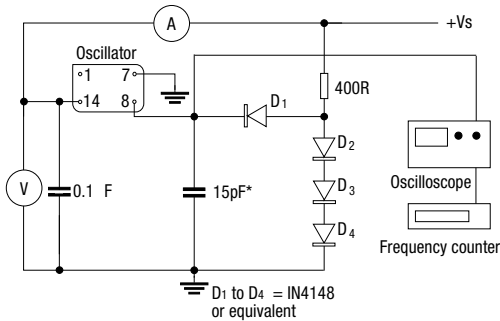 A
+Vs
Oscillator
1 7
14 8
400R
D1
D2
D3
D4
V
0.1 F
15pF*
Oscilloscope
Frequency counter
D1 to D4 = IN4148
or equivalent